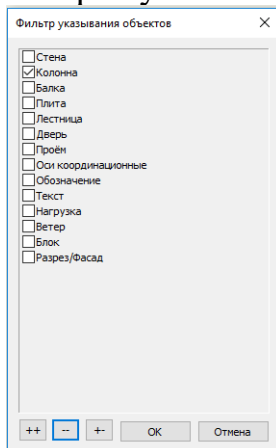 Фильтр указывания объектов
Стена
Колонна
Балка
Плита
Лестница
Дверь
Проём
Оси координационные
Обозначение
Текст
Нагрузка
Ветер
Блок
Разрез/Фасад
++ -- +- ОК Отмена